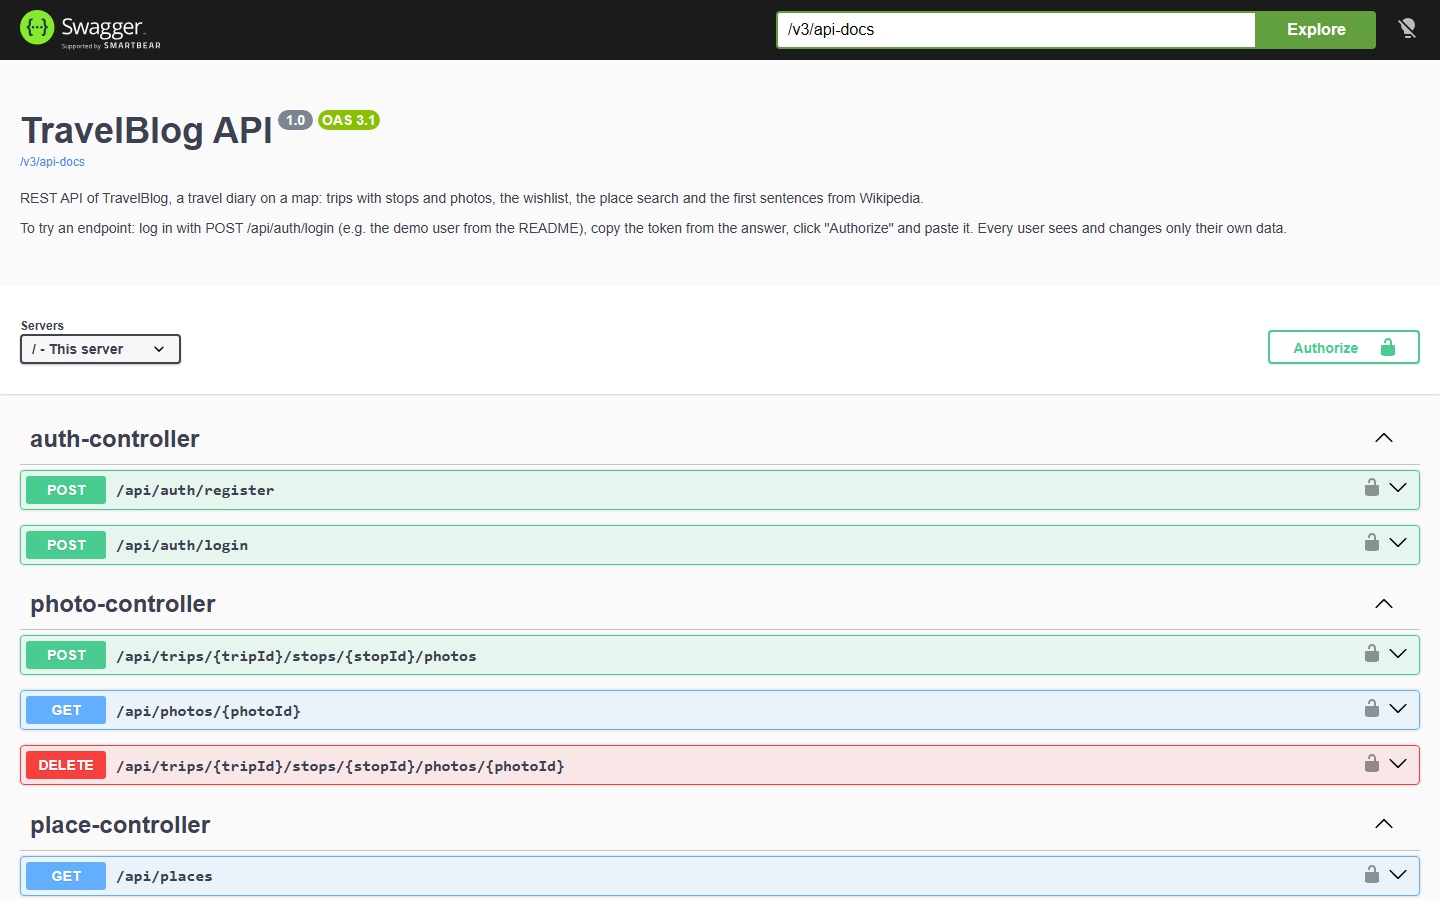 Swagger
Supported by SMARTBEAR
/v3/api-docs
Explore
TravelBlog API 1.0 OAS 3.1
/v3/api-docs
REST API of TravelBlog, a travel diary on a map: trips with stops and photos, the wishlist, the place search and the first sentences from Wikipedia.
To try an endpoint: log in with POST /api/auth/login (e.g. the demo user from the README), copy the token from the answer, click "Authorize" and paste it. Every user sees and changes only their own data.
Servers
/ - This server
Authorize
auth-controller
POST /api/auth/register
POST /api/auth/login
photo-controller
POST /api/trips/{tripId}/stops/{stopId}/photos
GET /api/photos/{photoId}
DELETE /api/trips/{tripId}/stops/{stopId}/photos/{photoId}
place-controller
GET /api/places